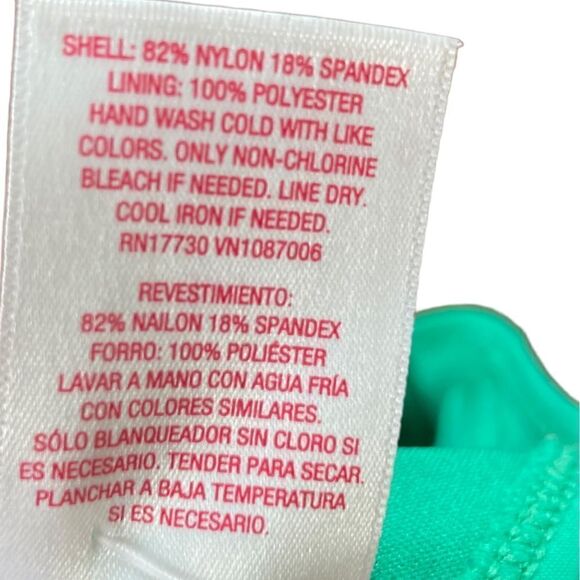 SHELL: 82% NYLON 18% SPANDEX
LINING: 100% POLYESTER
HAND WASH COLD WITH LIKE
COLORS. ONLY NON-CHLORINE
BLEACH IF NEEDED. LINE DRY.
COOL IRON IF NEEDED.
RN17730 VN1087006
REVESTIMIENTO:
82% NAILON 18% SPANDEX
FORRO: 100% POLIÉSTER
LAVAR A MANO CON AGUA FRÍA
CON COLORES SIMILARES.
SÓLO BLANQUEADOR SIN CLORO SI
ES NECESARIO. TENDER PARA SECAR.
PLANCHAR A BAJA TEMPERATURA
SI ES NECESARIO.